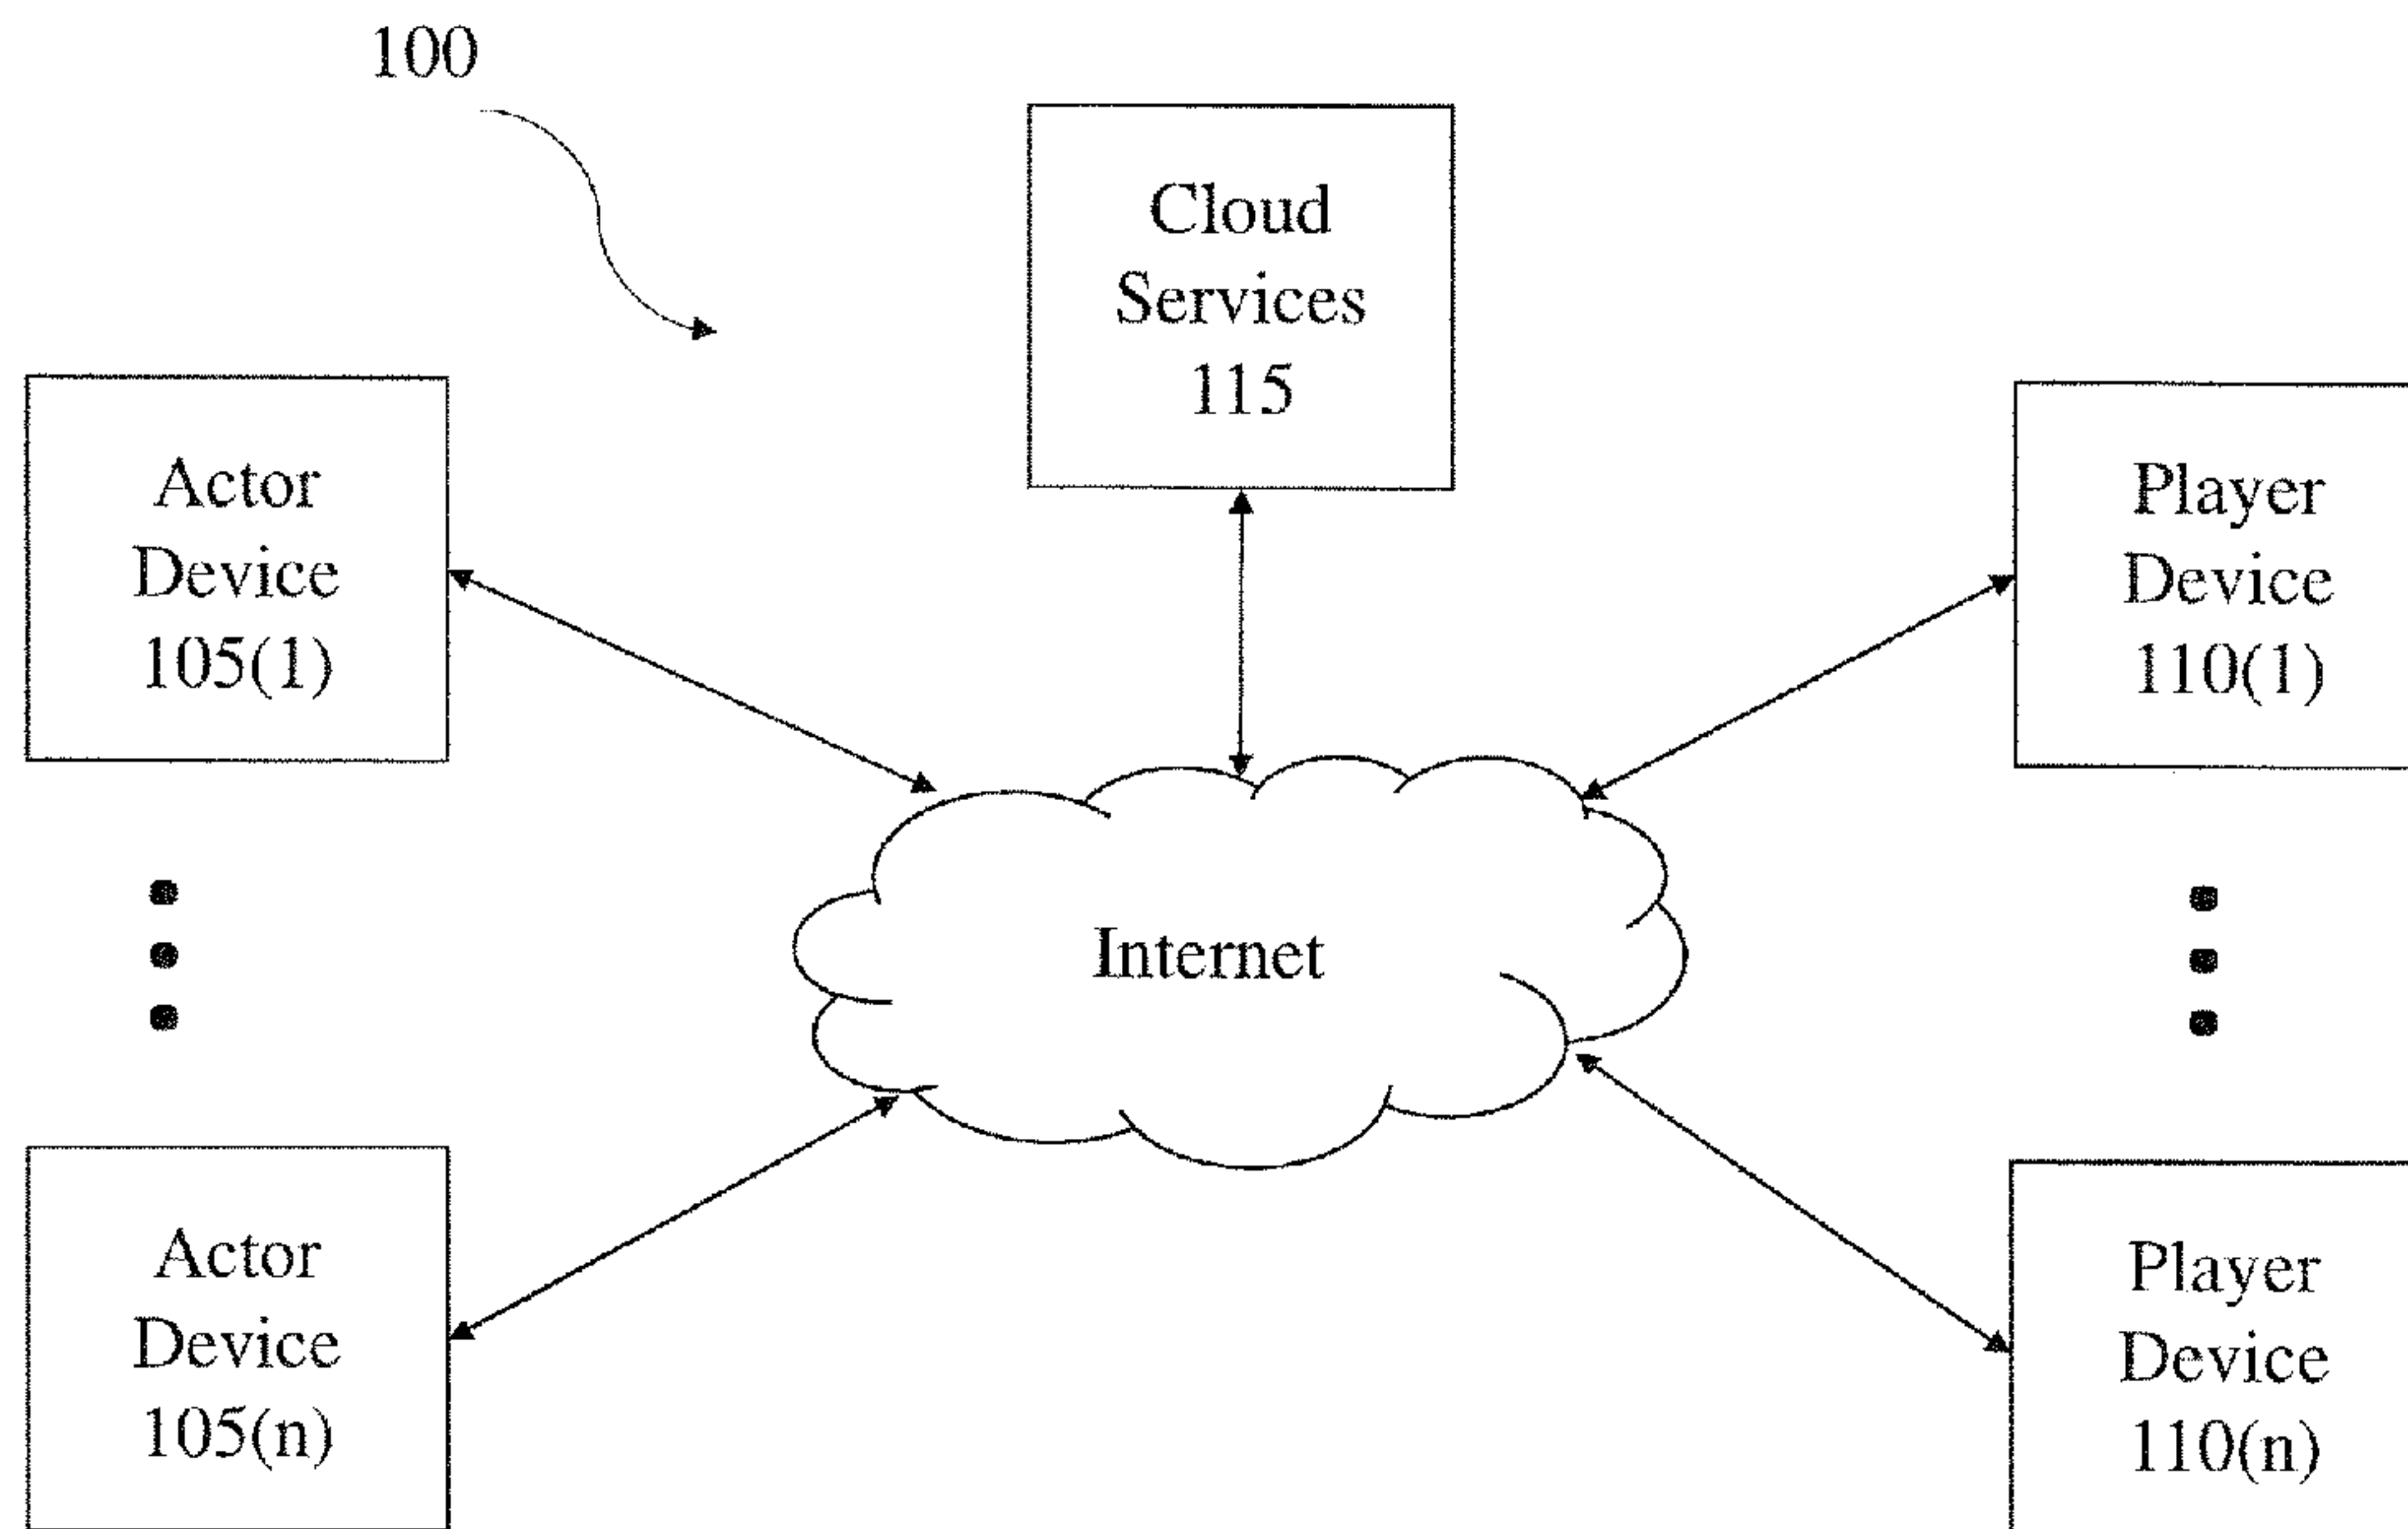 100
Cloud
Services
115
Actor
Device
105(1)
Player
Device
110(1)
Internet
Actor
Device
105(n)
Player
Device
110(n)